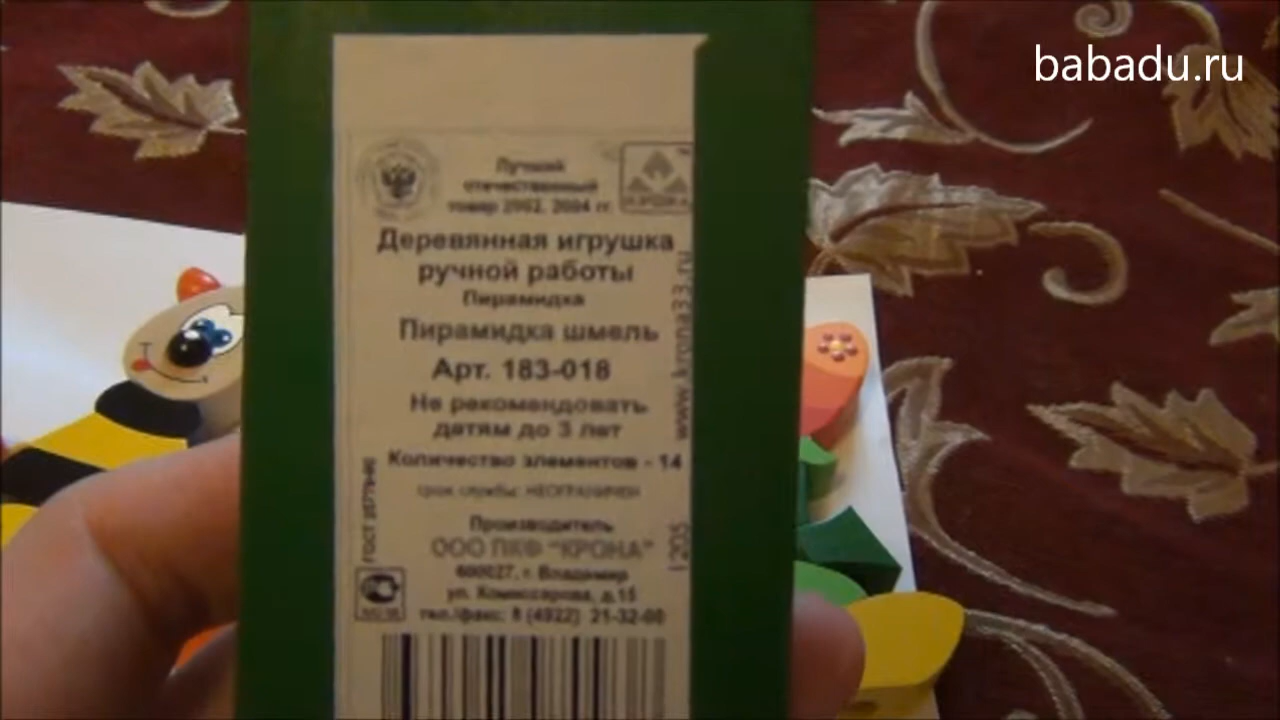 babadu.ru
Лучший
отечественный
товар 2002, 2004 гг.
КРОНА
Деревянная игрушка
ручной работы
Пирамидка
Пирамидка шмель
Арт. 183-018
Не рекомендовать
детям до 3 лет
Количество элементов - 14
срок службы: НЕОГРАНИЧЕН
Производитель
ООО ПКФ "КРОНА"
600027, г. Владимир
ул. Комиссарова, д.15
тел./факс: 8 (4922) 21-32-00
www.krona33.ru
1205